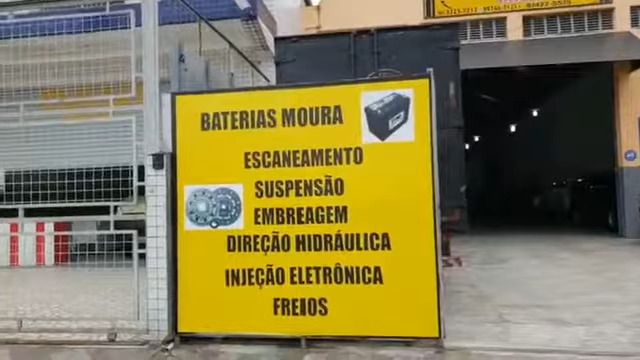 BATERIAS MOURA
ESCANEAMENTO
SUSPENSÃO
EMBREAGEM
DIREÇÃO HIDRÁULICA
INJEÇÃO ELETRÔNICA
FREIOS